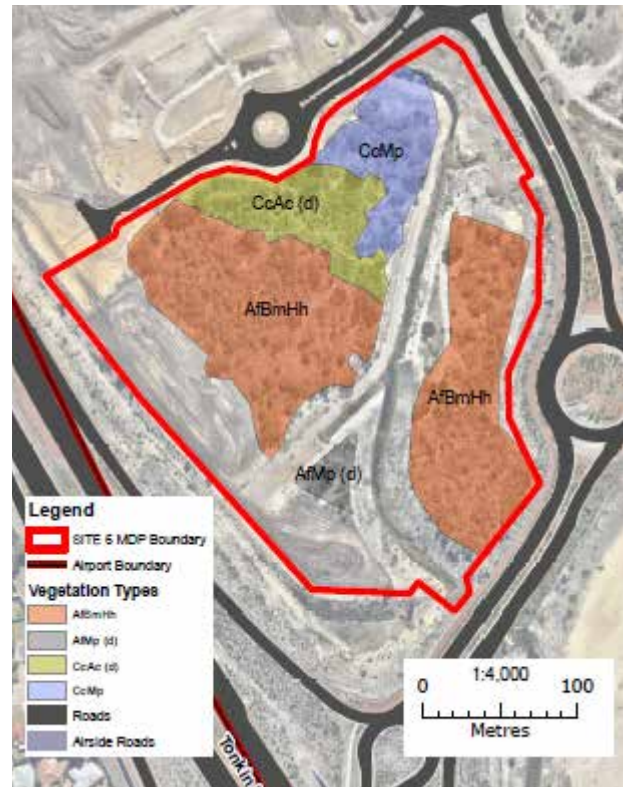 CcMp
CcAc (d)
AfBmHh
AfBmHh
AfMp (d)
Legend
SITE 6 MDP Boundary
Airport Boundary
Vegetation Types
AfBmHh
AfMp (d)
CcAc (d)
CcMp
Roads
Airside Roads
1:4,000
0 100
Metres
Tonkin